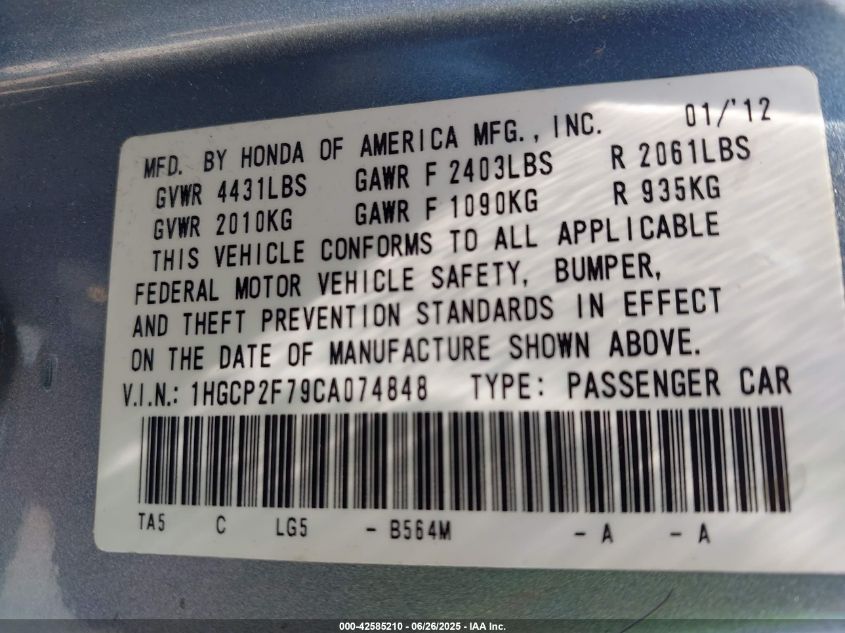 MFD. BY HONDA OF AMERICA MFG., INC. 01/'12
GVWR 4431LBS GAWR F 2403LBS R 2061LBS
GVWR 2010KG GAWR F 1090KG R 935KG
THIS VEHICLE CONFORMS TO ALL APPLICABLE
FEDERAL MOTOR VEHICLE SAFETY, BUMPER,
AND THEFT PREVENTION STANDARDS IN EFFECT
ON THE DATE OF MANUFACTURE SHOWN ABOVE.
V.I.N.: 1HGCP2F79CA074848 TYPE: PASSENGER CAR
TA5 C LG5 - B564M - A - A
000-42585210 - 06/26/2025 - IAA Inc.